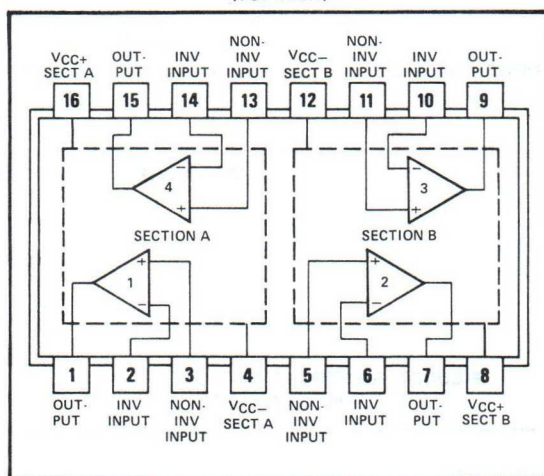 VCC+ OUT- INV NON- VCC− NON- INV OUT-
SECT A PUT INPUT INV SECT B INV INPUT PUT
INPUT INPUT
16 15 14 13 12 11 10 9
− −
4 3
+ +
SECTION A SECTION B
+ +
1 2
− −
1 2 3 4 5 6 7 8
OUT- INV NON- VCC− NON- INV OUT- VCC+
PUT INPUT INV SECT A INV INPUT PUT SECT B
INPUT INPUT